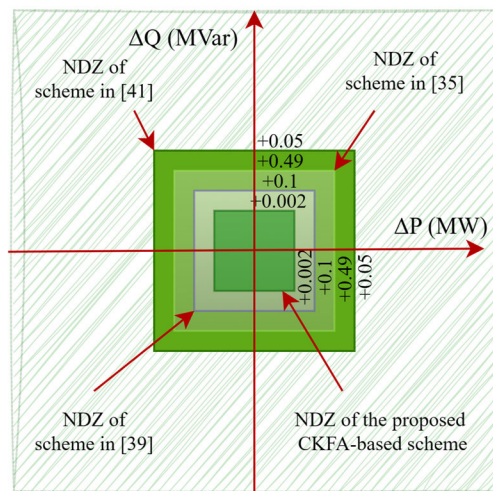 ΔQ (MVar)
NDZ of
scheme in [41]
NDZ of
scheme in [35]
+0.05
+0.49
+0.1
+0.002
ΔP (MW)
+0.002
+0.1
+0.49
+0.05
NDZ of
scheme in [39]
NDZ of the proposed
CKFA-based scheme